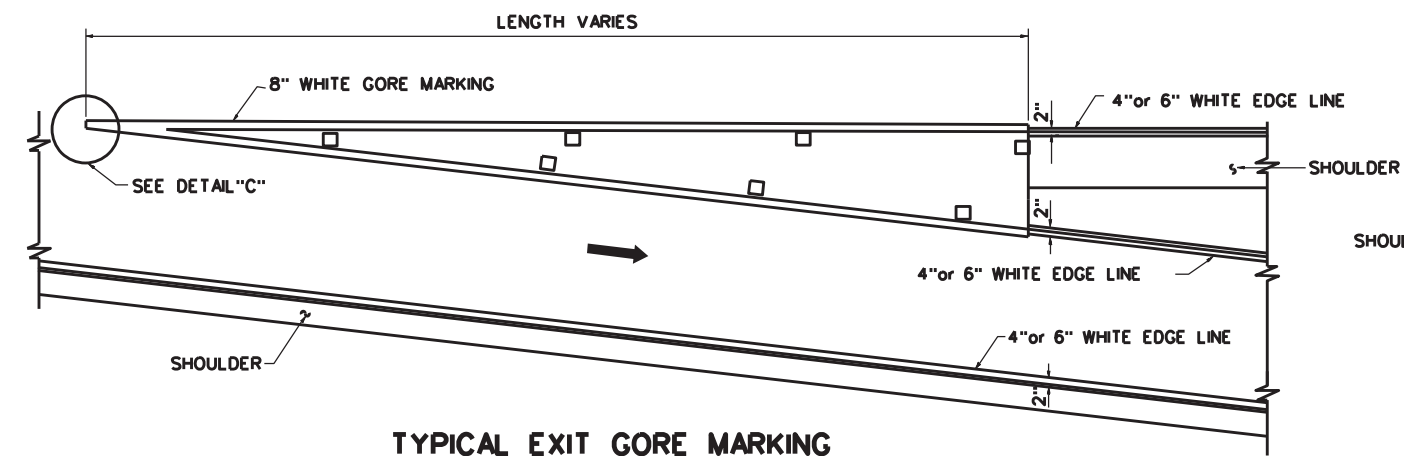 LENGTH VARIES
8" WHITE GORE MARKING
2"
4"or 6" WHITE EDGE LINE
SEE DETAIL"C"
SHOULDER
2"
SHOUL
4"or 6" WHITE EDGE LINE
4"or 6" WHITE EDGE LINE
SHOULDER
2"
TYPICAL EXIT GORE MARKING